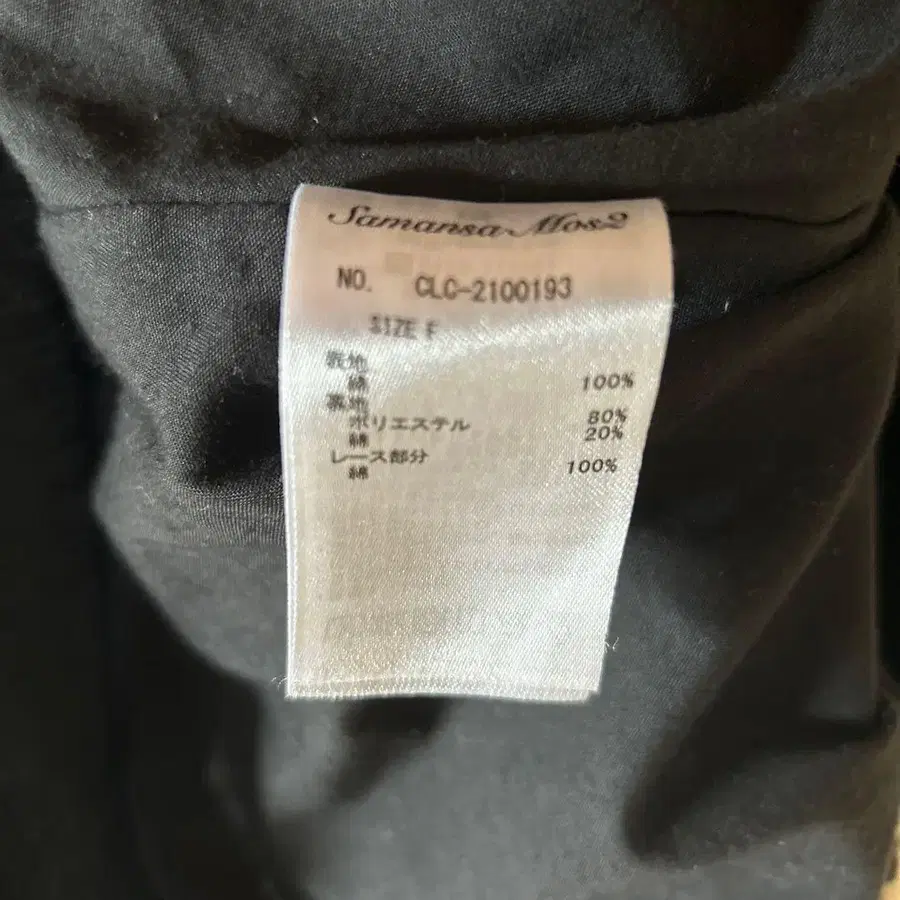 Samansa Mos2
NO. CLC-2100193
SIZE F
表地
綿 100%
裏地
ポリエステル 80%
綿 20%
レース部分
綿 100%